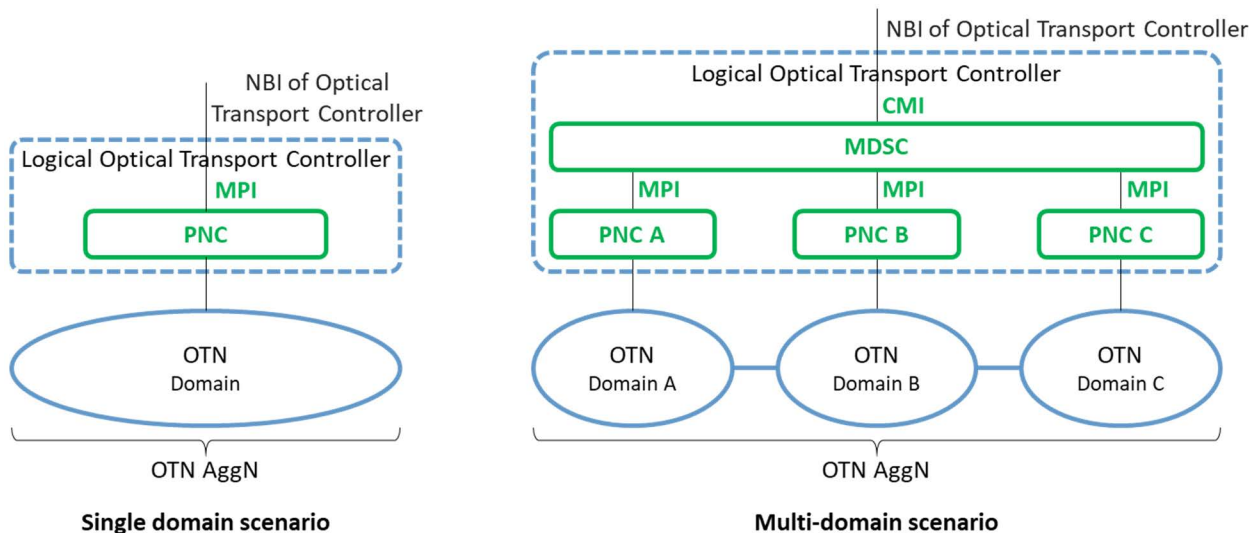 NBI of Optical
Transport Controller
Logical Optical Transport Controller
MPI
PNC
OTN
Domain
OTN AggN
Single domain scenario
NBI of Optical Transport Controller
Logical Optical Transport Controller
CMI
MDSC
MPI
MPI
MPI
PNC A
PNC B
PNC C
OTN
Domain A
OTN
Domain B
OTN
Domain C
OTN AggN
Multi-domain scenario